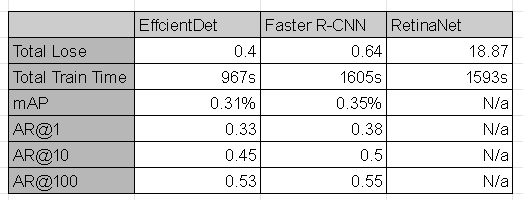 EffcientDet Faster R-CNN RetinaNet
Total Lose 0.4 0.64 18.87
Total Train Time 967s 1605s 1593s
mAP 0.31% 0.35% N/a
AR@1 0.33 0.38 N/a
AR@10 0.45 0.5 N/a
AR@100 0.53 0.55 N/a